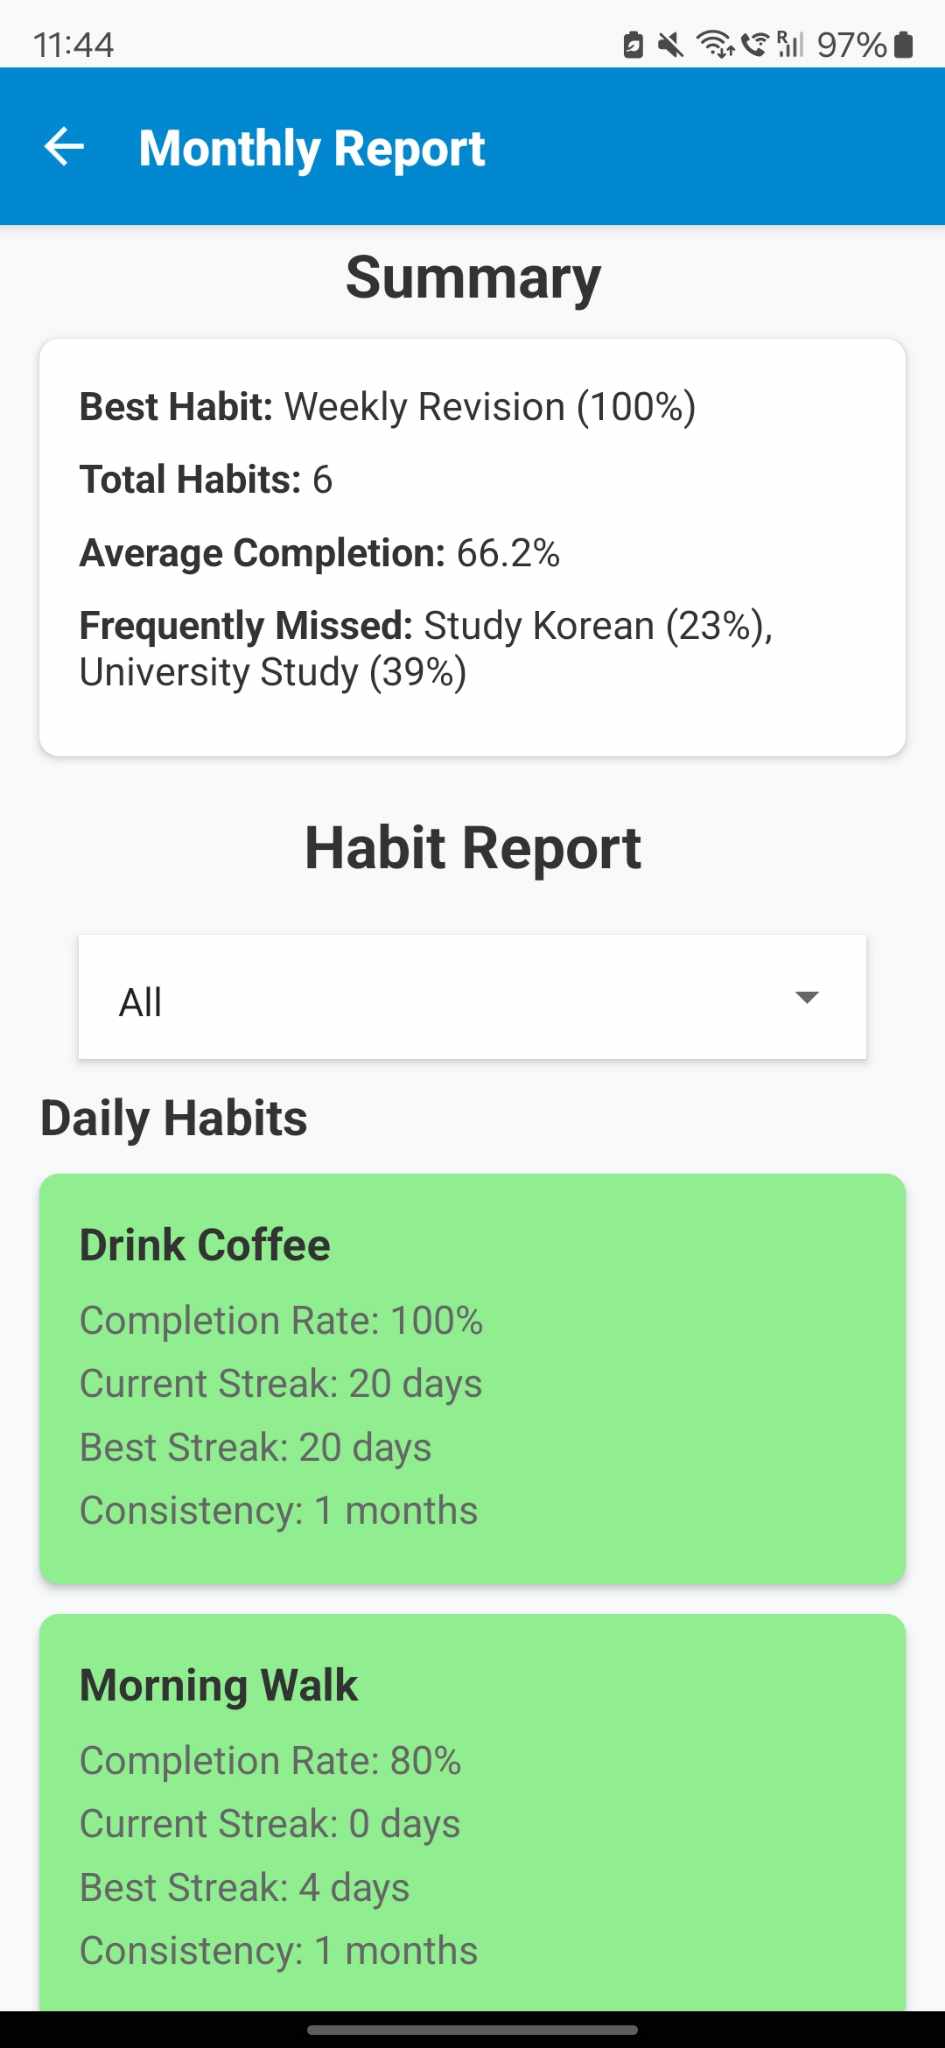 11:44
R
97%
Monthly Report
Summary
Best Habit: Weekly Revision (100%)
Total Habits: 6
Average Completion: 66.2%
Frequently Missed: Study Korean (23%),
University Study (39%)
Habit Report
All
Daily Habits
Drink Coffee
Completion Rate: 100%
Current Streak: 20 days
Best Streak: 20 days
Consistency: 1 months
Morning Walk
Completion Rate: 80%
Current Streak: 0 days
Best Streak: 4 days
Consistency: 1 months